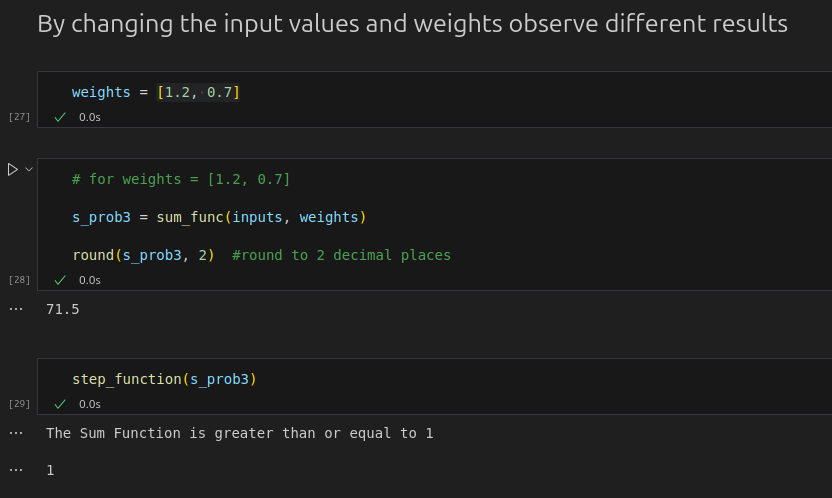 By changing the input values and weights observe different results
weights = [1.2, 0.7]
[27]
0.0s
# for weights = [1.2, 0.7]
s_prob3 = sum_func(inputs, weights)
round(s_prob3, 2)  #round to 2 decimal places
[28]
0.0s
... 71.5
step_function(s_prob3)
[29]
0.0s
... The Sum Function is greater than or equal to 1
... 1